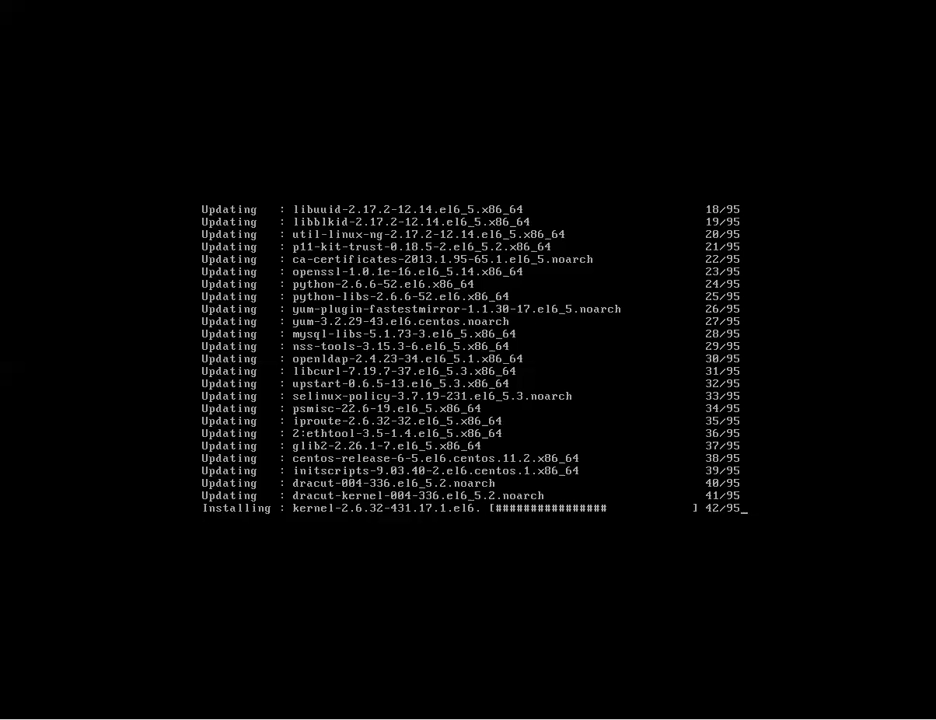 Updating   : libuuid-2.17.2-12.14.el6_5.x86_64                          18/95
Updating   : libblkid-2.17.2-12.14.el6_5.x86_64                         19/95
Updating   : util-linux-ng-2.17.2-12.14.el6_5.x86_64                    20/95
Updating   : p11-kit-trust-0.18.5-2.el6_5.2.x86_64                      21/95
Updating   : ca-certificates-2013.1.95-65.1.el6_5.noarch                22/95
Updating   : openssl-1.0.1e-16.el6_5.14.x86_64                          23/95
Updating   : python-2.6.6-52.el6.x86_64                                 24/95
Updating   : python-libs-2.6.6-52.el6.x86_64                            25/95
Updating   : yum-plugin-fastestmirror-1.1.30-17.el6_5.noarch            26/95
Updating   : yum-3.2.29-43.el6.centos.noarch                            27/95
Updating   : mysql-libs-5.1.73-3.el6_5.x86_64                           28/95
Updating   : nss-tools-3.15.3-6.el6_5.x86_64                            29/95
Updating   : openldap-2.4.23-34.el6_5.1.x86_64                          30/95
Updating   : libcurl-7.19.7-37.el6_5.3.x86_64                           31/95
Updating   : upstart-0.6.5-13.el6_5.3.x86_64                            32/95
Updating   : selinux-policy-3.7.19-231.el6_5.3.noarch                   33/95
Updating   : psmisc-22.6-19.el6_5.x86_64                                34/95
Updating   : iproute-2.6.32-32.el6_5.x86_64                             35/95
Updating   : 2:ethtool-3.5-1.4.el6_5.x86_64                             36/95
Updating   : glib2-2.26.1-7.el6_5.x86_64                                37/95
Updating   : centos-release-6-5.el6.centos.11.2.x86_64                  38/95
Updating   : initscripts-9.03.40-2.el6.centos.1.x86_64                  39/95
Updating   : dracut-004-336.el6_5.2.noarch                              40/95
Updating   : dracut-kernel-004-336.el6_5.2.noarch                       41/95
Installing : kernel-2.6.32-431.17.1.el6. [################            ] 42/95_